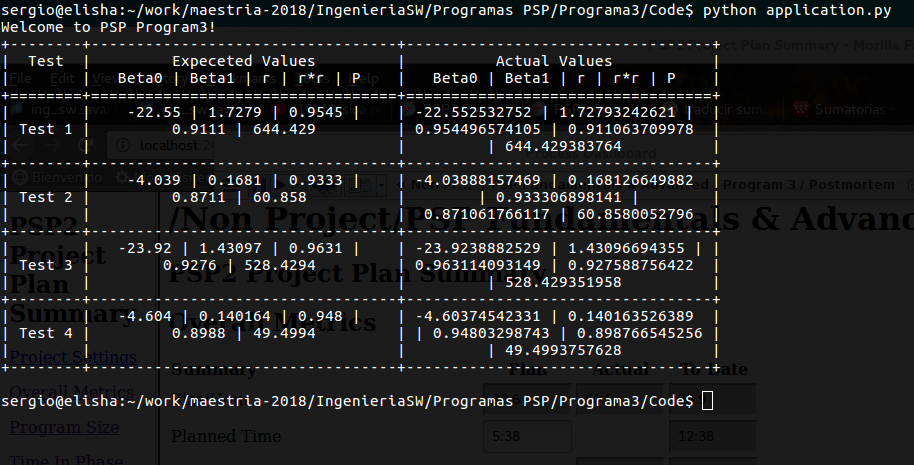 sergio@elisha:~/work/maestria-2018/IngenieriaSW/Programas PSP/Programa3/Code$ python application.py
Welcome to PSP Program3!
+--------+---------------------------------+---------------------------------+
|  Test  |         Expeceted Values        |          Actual Values          |
|        |   Beta0 | Beta1 | r | r*r | P     |   Beta0 | Beta1 | r | r*r | P     |
+========+=================================+=================================+
|        |    -22.55 | 1.7279 | 0.9545 |    | -22.552532752 | 1.72793242621   |
| Test 1 |         0.9111 | 644.429        | | 0.954496574105 | 0.911063709978 |
|        |                                 |         | 644.429383764         |
+--------+---------------------------------+---------------------------------+
|        |    -4.039 | 0.1681 | 0.9333 |    | -4.03888157469 | 0.168126649882 |
| Test 2 |         0.8711 | 60.858         |     | 0.933306898141 |          |
|        |                                 |  0.871061766117 | 60.8580052796 |
+--------+---------------------------------+---------------------------------+
|        |   -23.92 | 1.43097 | 0.9631 |    | -23.9238882529 | 1.43096694355 | |
| Test 3 |        0.9276 | 528.4294        | 0.963114093149 | 0.927588756422 |
|        |                                 |         | 528.429351958         |
+--------+---------------------------------+---------------------------------+
|        |   -4.604 | 0.140164 | 0.948 |    | -4.60374542331 | 0.140163526389 |
| Test 4 |         0.8988 | 49.4994        | | 0.94803298743 | 0.898766545256 |
|        |                                 |         | 49.4993757628         |
+--------+---------------------------------+---------------------------------+
sergio@elisha:~/work/maestria-2018/IngenieriaSW/Programas PSP/Programa3/Code$
File Edit
Sumatorias -
localhost
Program 3 / Postmortem
/Non Project/PSP Fundamentals & Advanc
PSP2
Project
Plan
Summary
PSP2 Project Plan Summary
Overall Metrics
Project Settings
Overall Metrics
Program Size
Time In Phase
Summary Plan Actual To Date
Planned Time 5:38 12:38